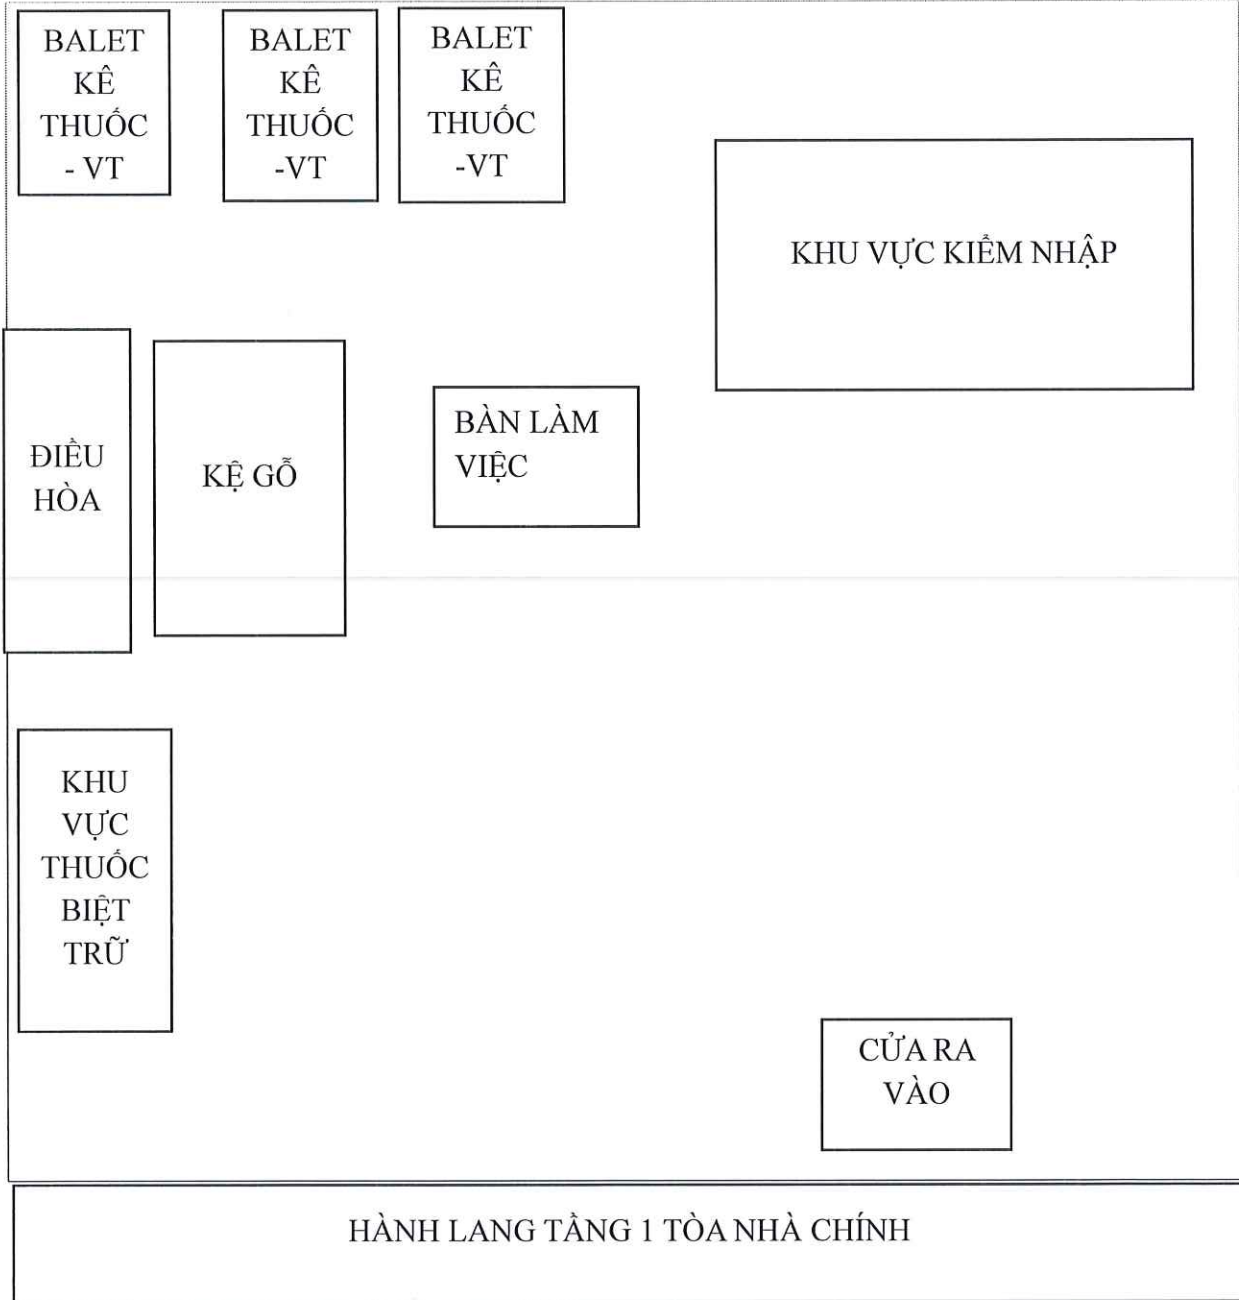 BALET
KÊ
THUỐC
- VT
BALET
KÊ
THUỐC
-VT
BALET
KÊ
THUỐC
-VT
KHU VỰC KIỂM NHẬP
ĐIỀU
HÒA
KỆ GỖ
BÀN LÀM
VIỆC
KHU
VỰC
THUỐC
BIỆT
TRỮ
CỬA RA
VÀO
HÀNH LANG TẦNG 1 TÒA NHÀ CHÍNH